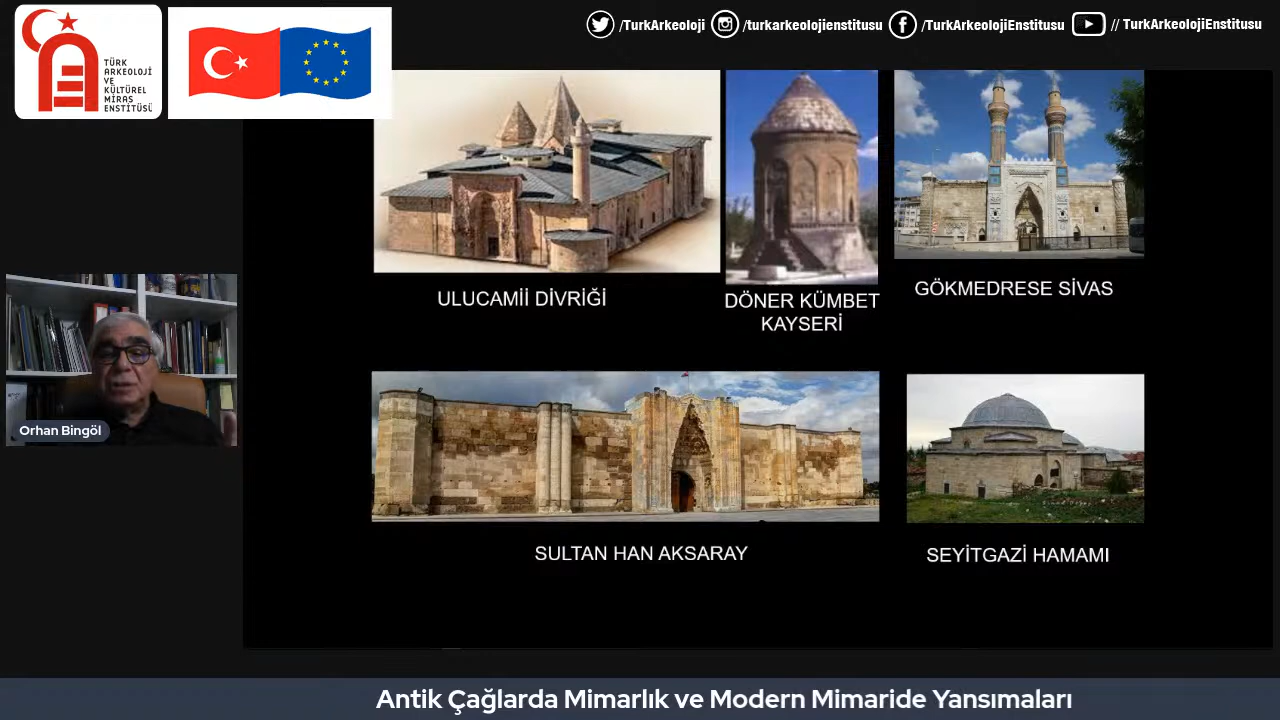 TÜRK
ARKEOLOJİ
VE
KÜLTÜREL
MİRAS
ENSTİTÜSÜ
/TurkArkeoloji /turkarkeolojienstitusu /TurkArkeolojiEnstitusu // TurkArkeolojiEnstitusu
ULUCAMİİ DİVRİĞİ
DÖNER KÜMBET
KAYSERİ
GÖKMEDRESE SİVAS
Orhan Bingöl
SULTAN HAN AKSARAY
SEYİTGAZİ HAMAMI
Antik Çağlarda Mimarlık ve Modern Mimaride Yansımaları